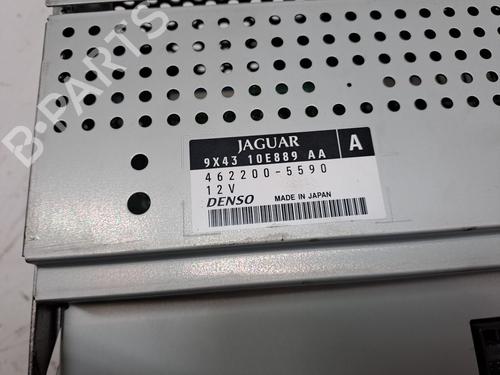 B-PARTS
JAGUAR
9X43 10E889 AA
A
462200-5590
12V
DENSO
MADE IN JAPAN